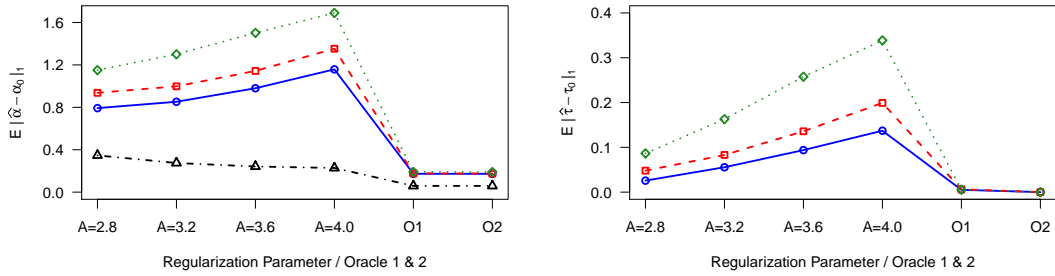 E | α̂ − α₀ |₁
1.6
1.2
0.8
0.4
0.0
A=2.8 A=3.2 A=3.6 A=4.0 O1 O2
Regularization Parameter / Oracle 1 & 2
E | τ̂ − τ₀ |₁
0.4
0.3
0.2
0.1
0.0
A=2.8 A=3.2 A=3.6 A=4.0 O1 O2
Regularization Parameter / Oracle 1 & 2